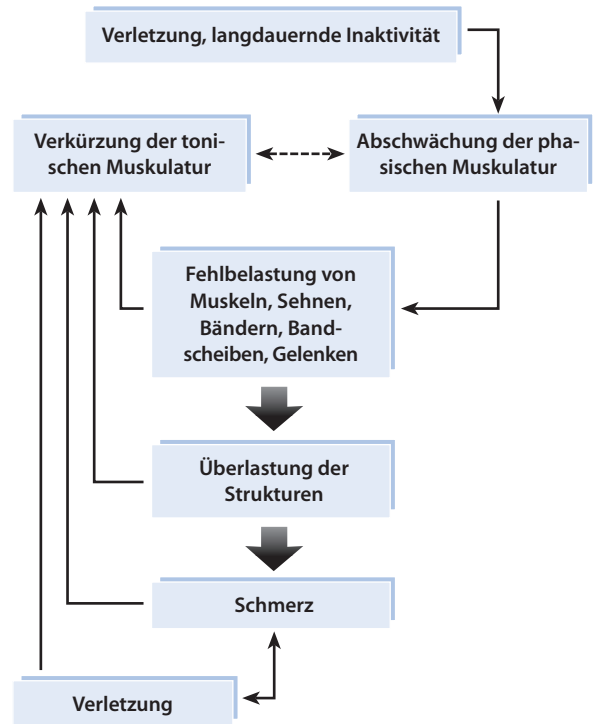 Verletzung, langdauernde Inaktivität
Verkürzung der toni-
schen Muskulatur
Abschwächung der pha-
sischen Muskulatur
Fehlbelastung von
Muskeln, Sehnen,
Bändern, Band-
scheiben, Gelenken
Überlastung der
Strukturen
Schmerz
Verletzung